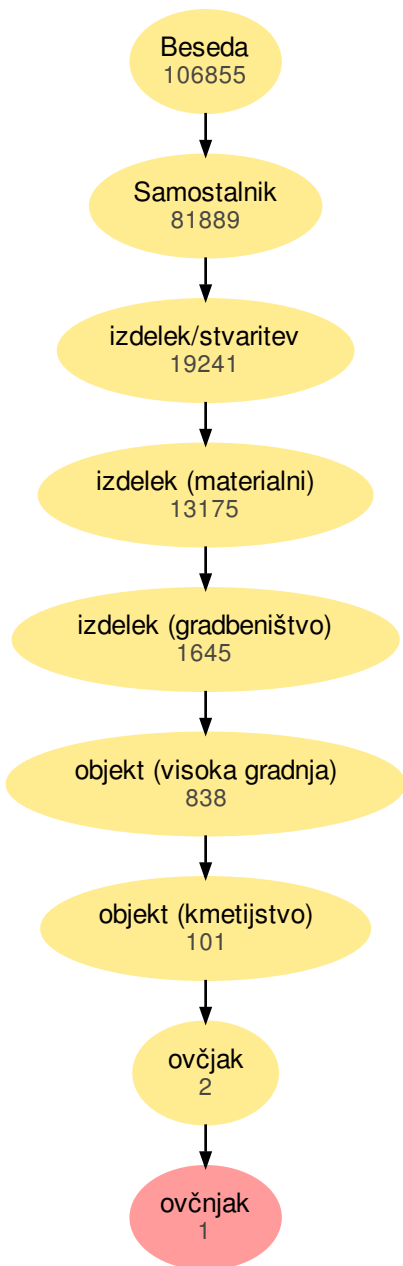 Beseda
106855
Samostalnik
81889
izdelek/stvaritev
19241
izdelek (materialni)
13175
izdelek (gradbeništvo)
1645
objekt (visoka gradnja)
838
objekt (kmetijstvo)
101
ovčjak
2
ovčnjak
1